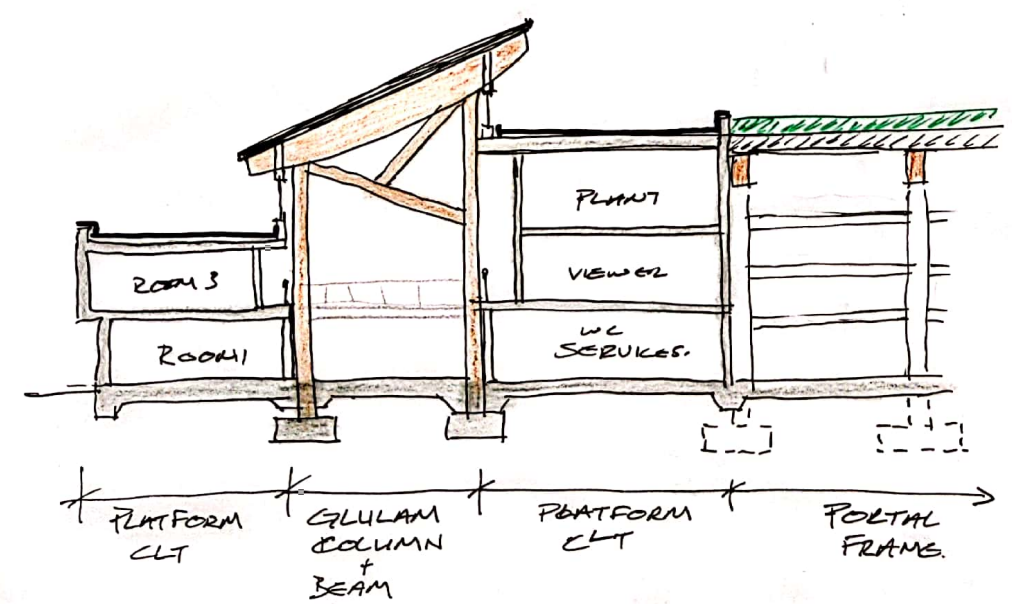 PLANT
ROOM 3
VIEWER
ROOM 1
WC
SERVICES.
PLATFORM
CLT
GLULAM
COLUMN
+
BEAM
PLATFORM
CLT
PORTAL
FRAME.